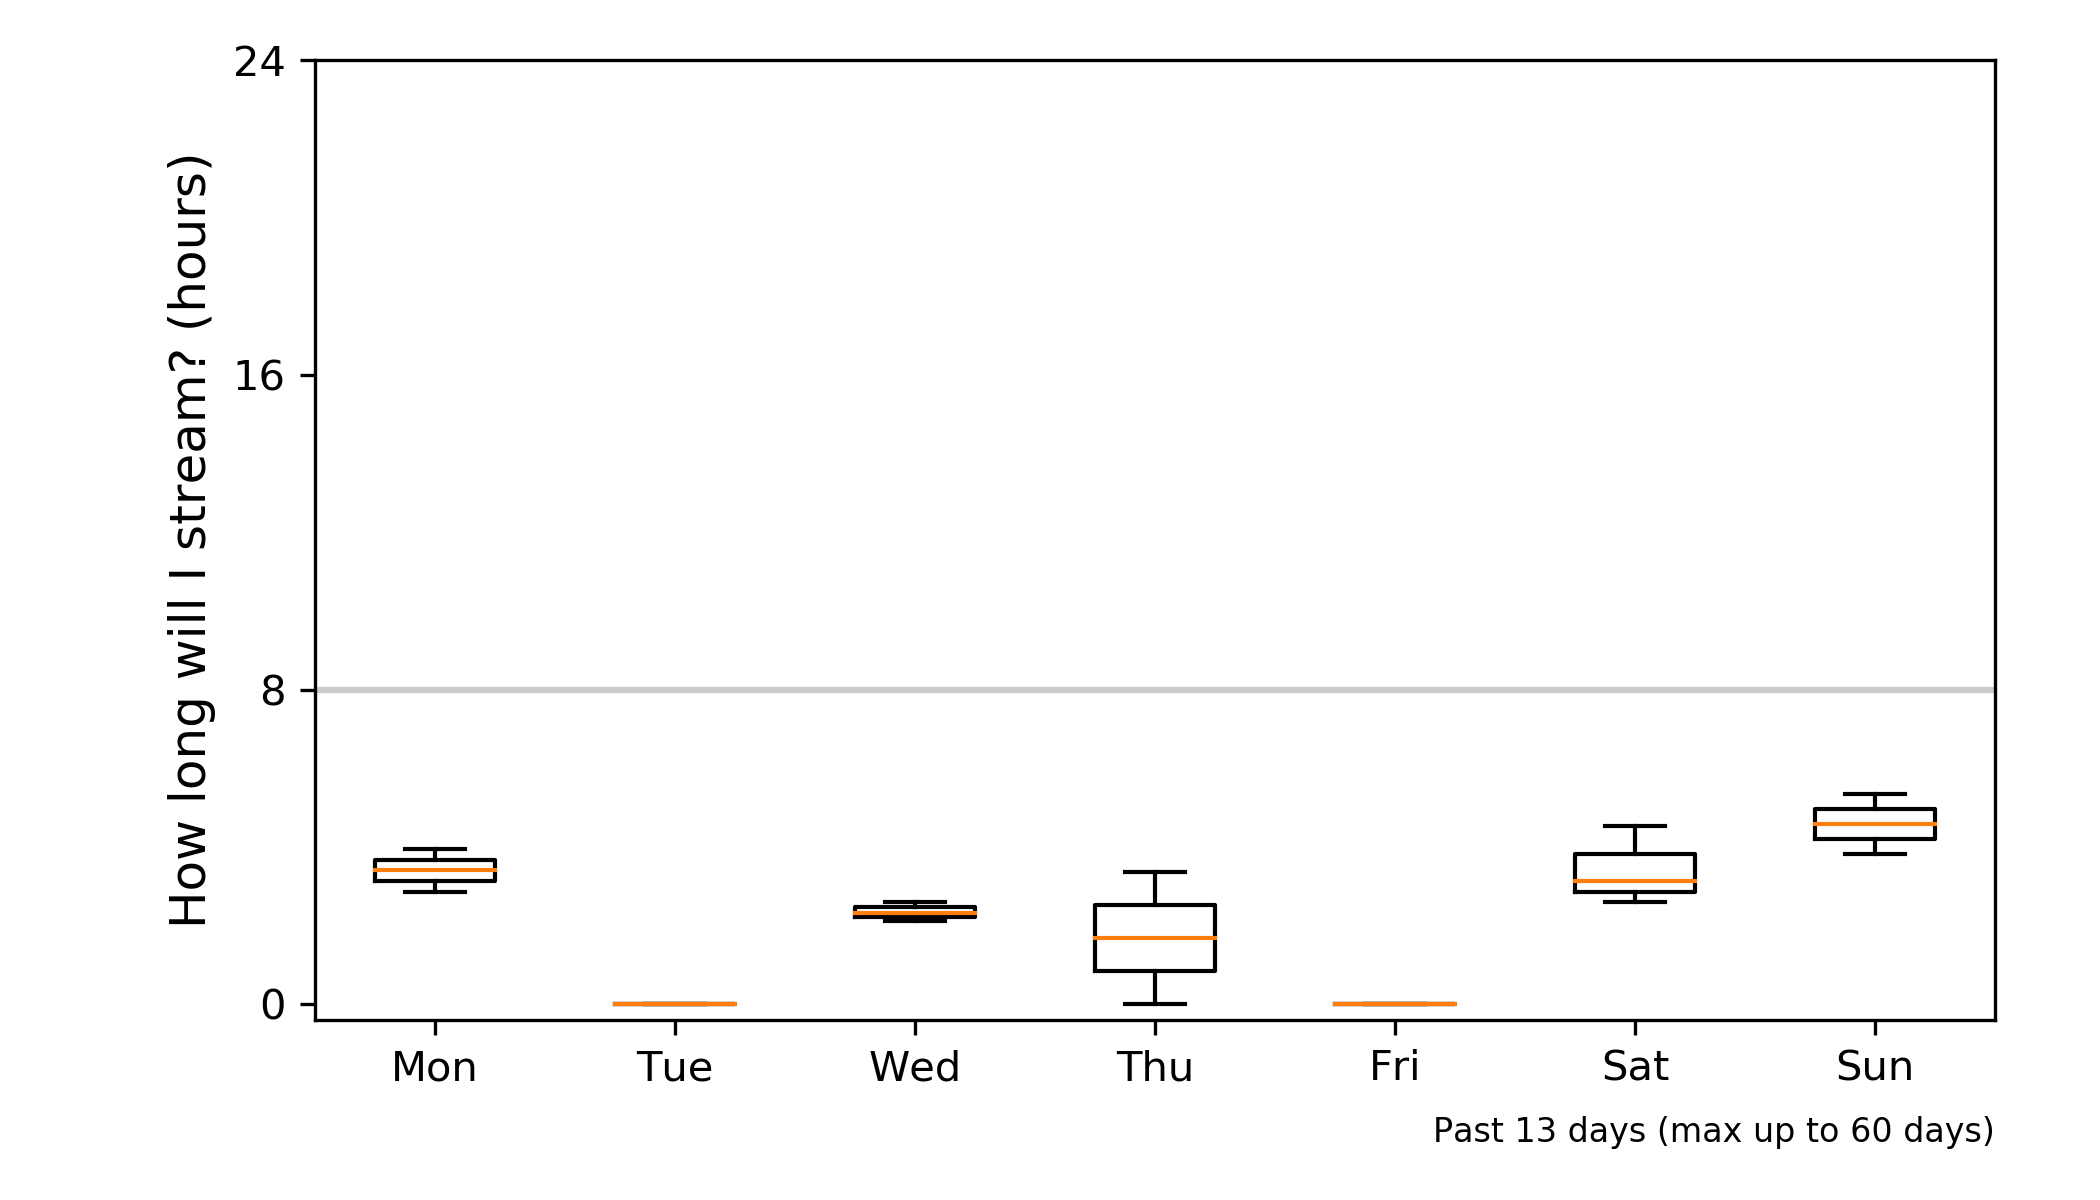 How long will I stream? (hours)
24
16
8
0
Mon Tue Wed Thu Fri Sat Sun
Past 13 days (max up to 60 days)